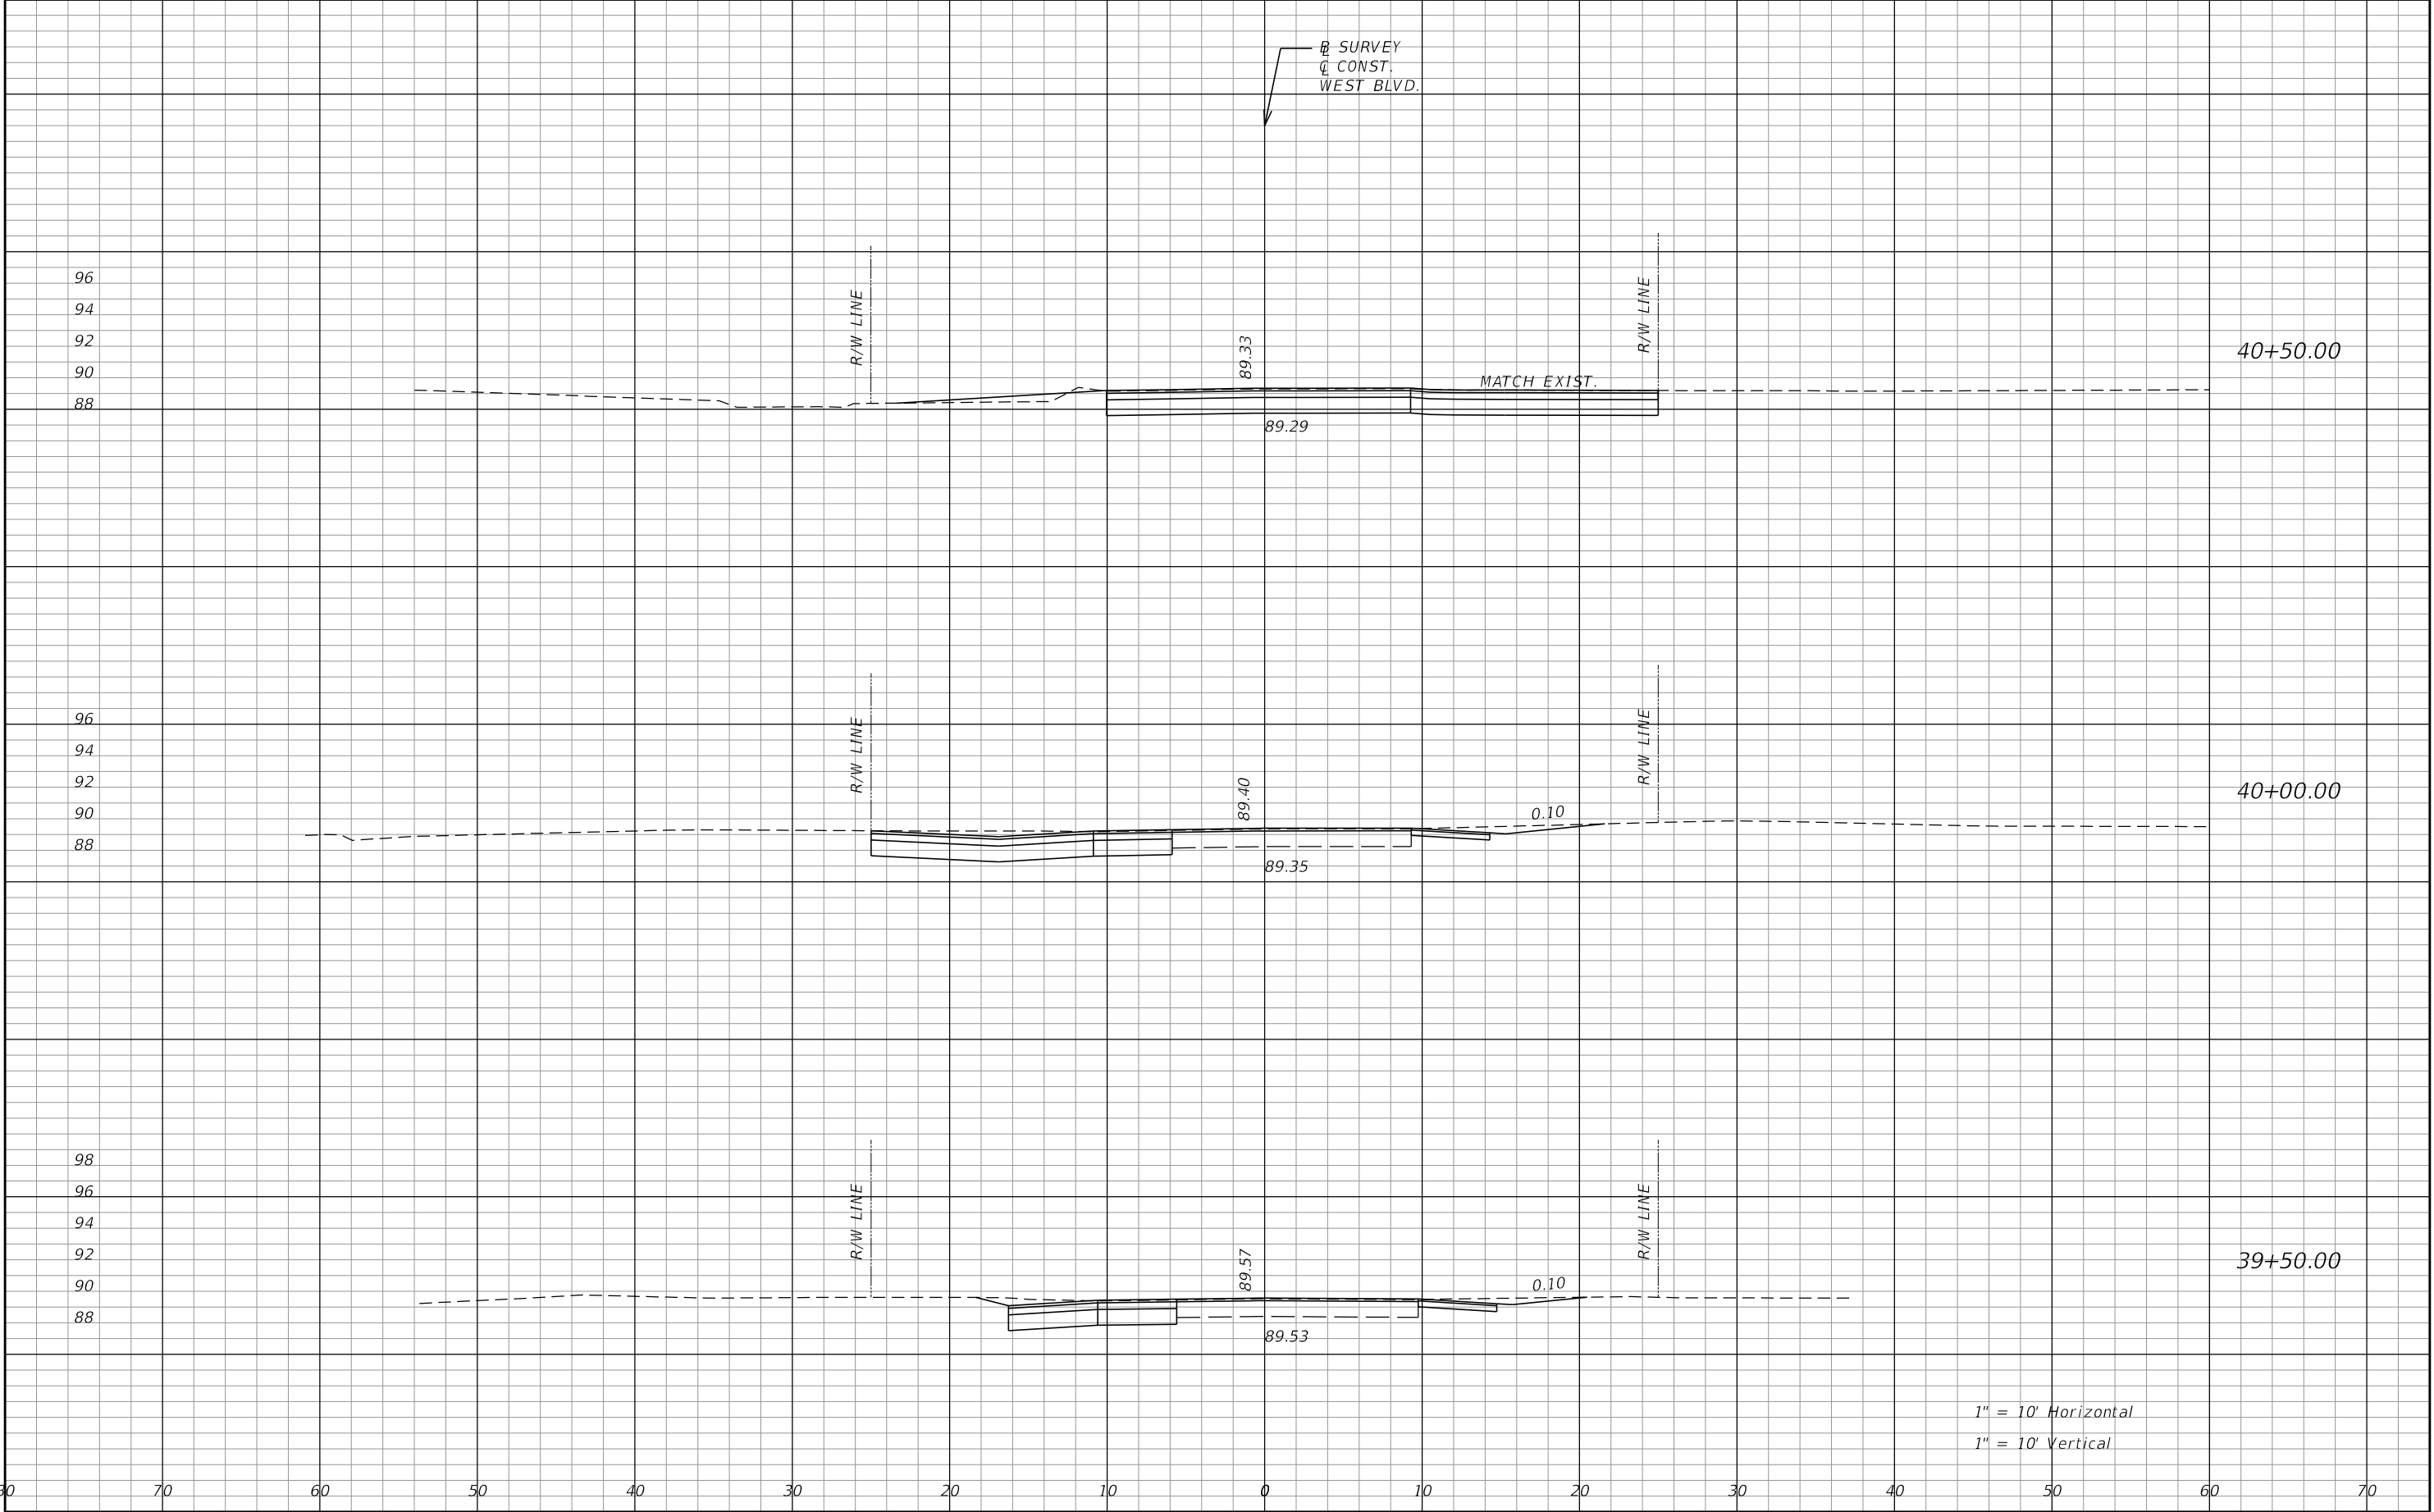 B͟L SURVEY
C͟L CONST.
WEST BLVD.
96
94
92
90
88
R/W LINE
89.33
89.29
MATCH EXIST.
R/W LINE
40+50.00
96
94
92
90
88
R/W LINE
89.40
89.35
0.10
R/W LINE
40+00.00
98
96
94
92
90
88
R/W LINE
89.57
89.53
0.10
R/W LINE
39+50.00
1" = 10' Horizontal
1" = 10' Vertical
70 60 50 40 30 20 10 0 10 20 30 40 50 60 70